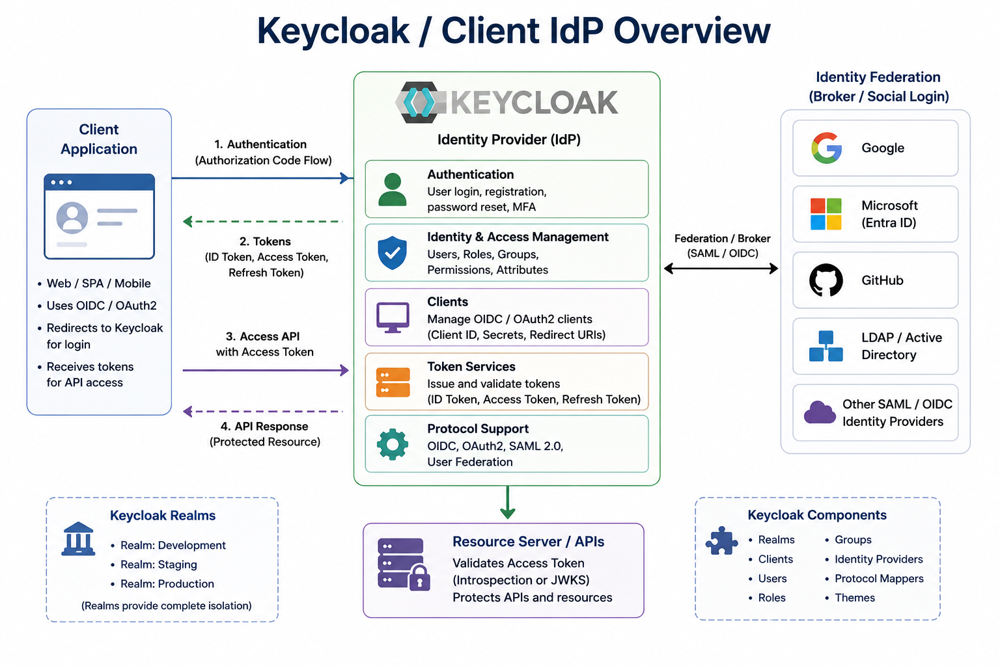 Keycloak / Client IdP Overview
Client
Application
• Web / SPA / Mobile
• Uses OIDC / OAuth2
• Redirects to Keycloak
for login
• Receives tokens
for API access
1. Authentication
(Authorization Code Flow)
2. Tokens
(ID Token, Access Token,
Refresh Token)
3. Access API
with Access Token
4. API Response
(Protected Resource)
KEYCLOAK
Identity Provider (IdP)
Authentication
User login, registration,
password reset, MFA
Identity & Access Management
Users, Roles, Groups,
Permissions, Attributes
Clients
Manage OIDC / OAuth2 clients
(Client ID, Secrets, Redirect URIs)
Token Services
Issue and validate tokens
(ID Token, Access Token, Refresh Token)
Protocol Support
OIDC, OAuth2, SAML 2.0,
User Federation
Federation / Broker
(SAML / OIDC)
Identity Federation
(Broker / Social Login)
Google
Microsoft
(Entra ID)
GitHub
LDAP / Active
Directory
Other SAML / OIDC
Identity Providers
Keycloak Realms
• Realm: Development
• Realm: Staging
• Realm: Production
(Realms provide complete isolation)
Resource Server / APIs
Validates Access Token
(Introspection or JWKS)
Protects APIs and resources
Keycloak Components
• Realms
• Clients
• Users
• Roles
• Groups
• Identity Providers
• Protocol Mappers
• Themes